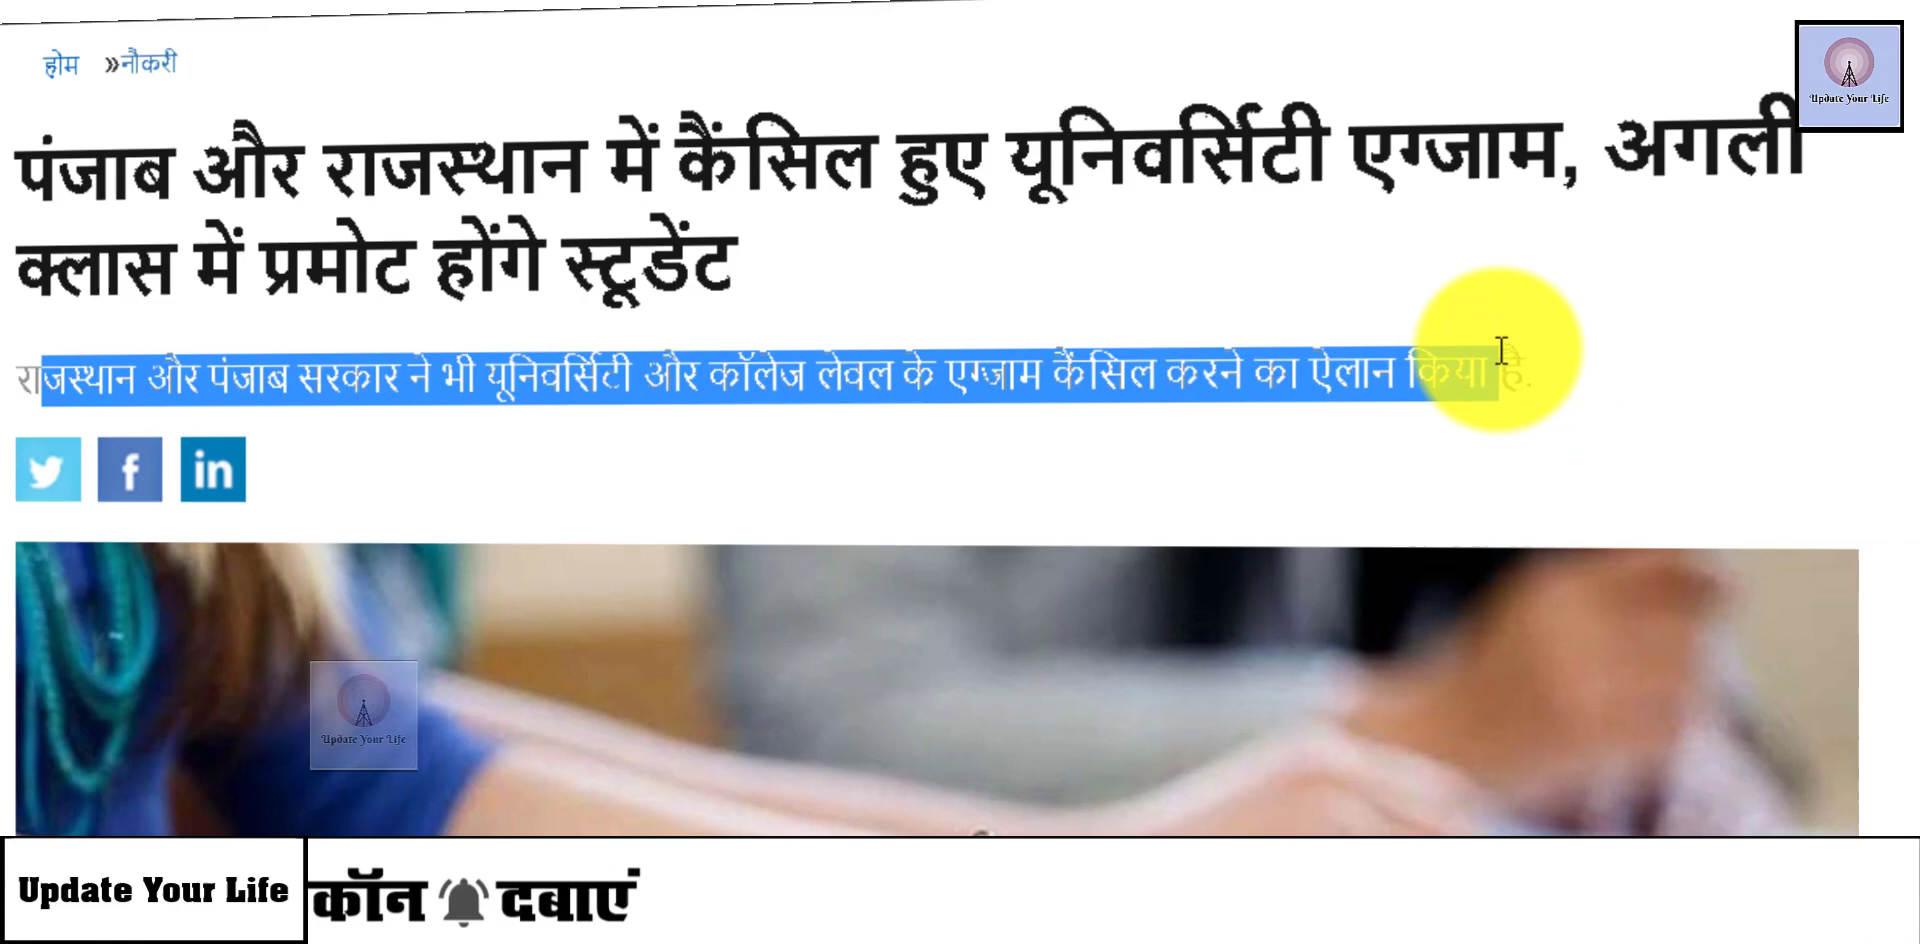 होम »नौकरी
Update Your Life
पंजाब और राजस्थान में कैंसिल हुए यूनिवर्सिटी एग्जाम, अगली
क्लास में प्रमोट होंगे स्टूडेंट
राजस्थान और पंजाब सरकार ने भी यूनिवर्सिटी और कॉलेज लेवल के एग्जाम कैंसिल करने का ऐलान किया है.
f
in
Update Your Life
Update Your Life
कॉन दबाएं